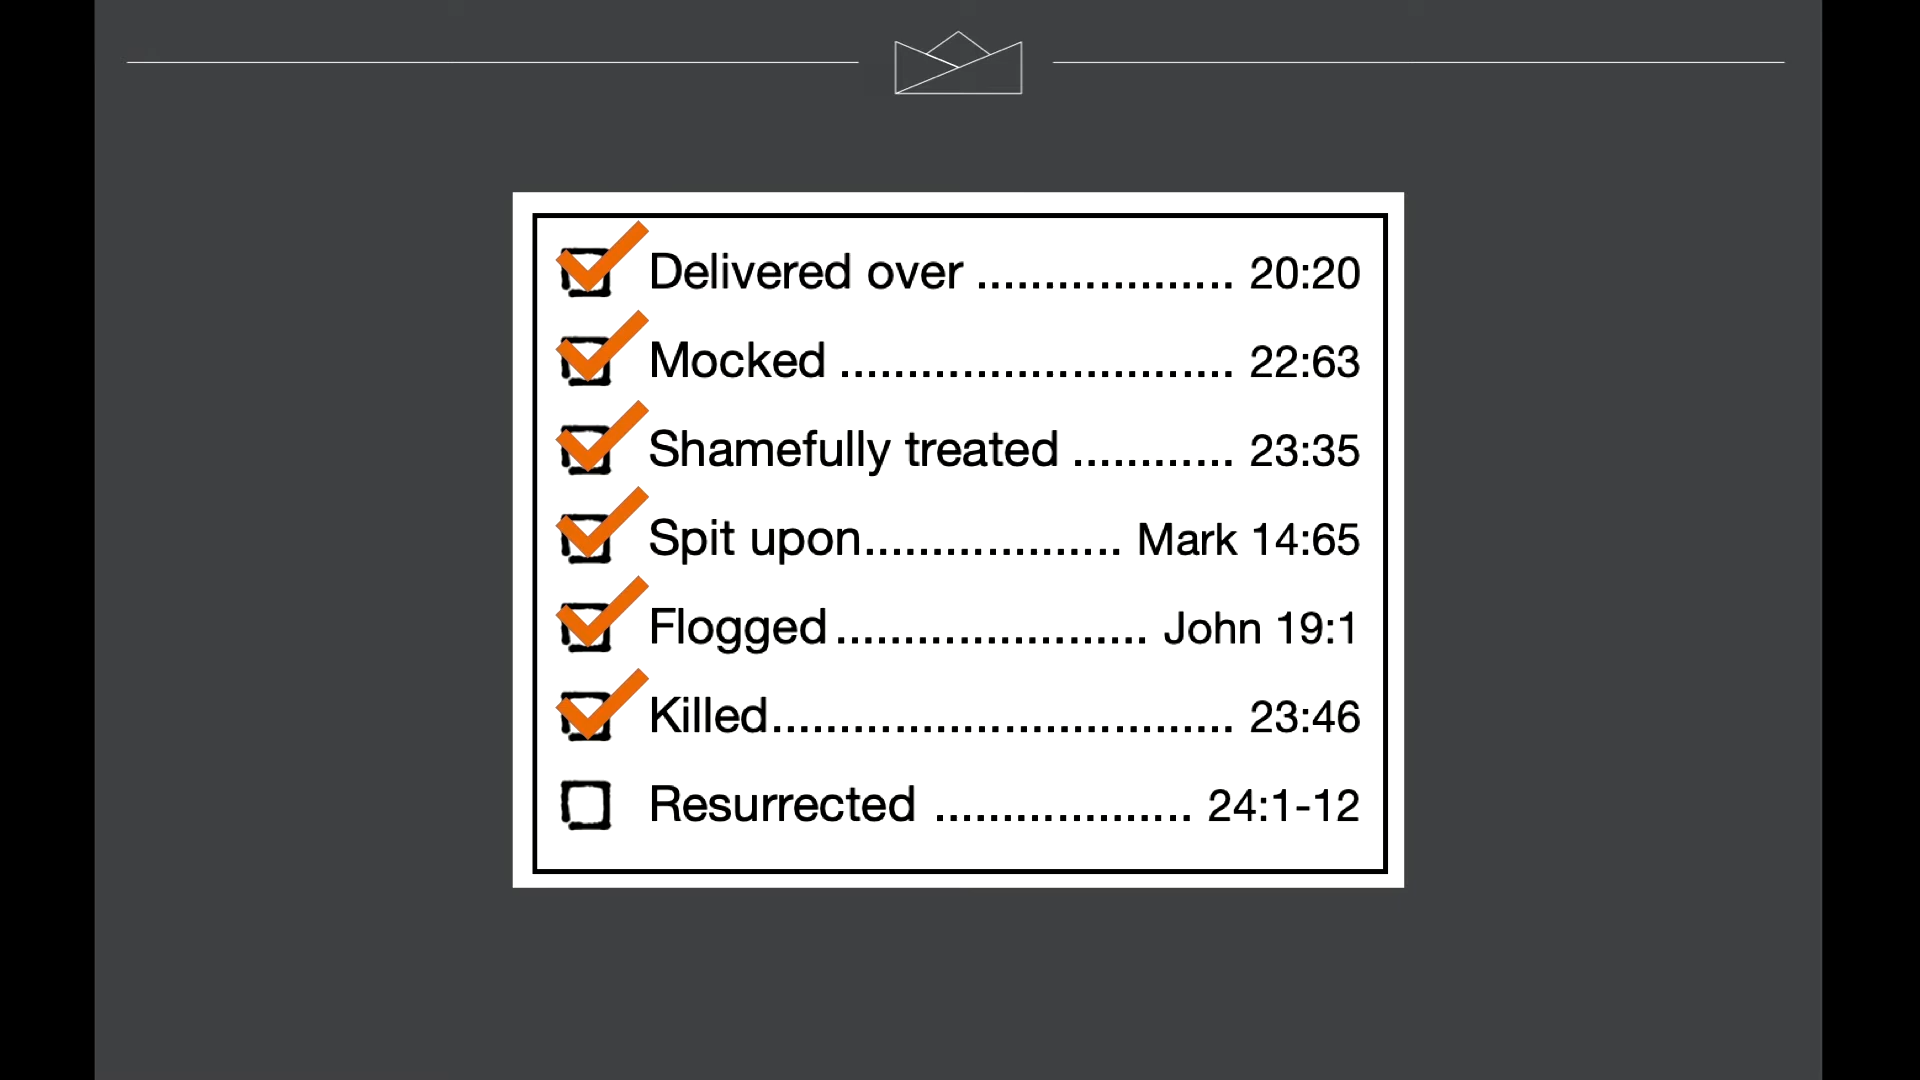 Delivered over ................... 20:20
Mocked ............................. 22:63
Shamefully treated ............ 23:35
Spit upon................... Mark 14:65
Flogged ....................... John 19:1
Killed.................................. 23:46
Resurrected ................... 24:1-12